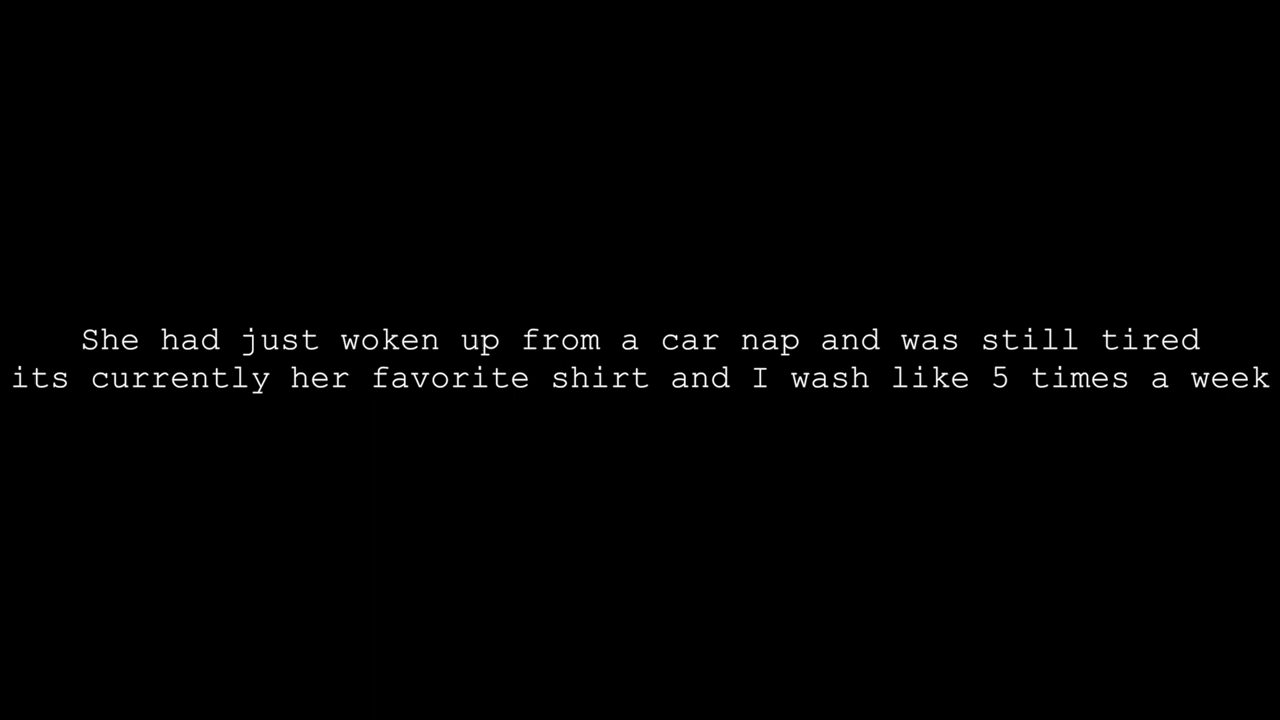 She had just woken up from a car nap and was still tired
its currently her favorite shirt and I wash like 5 times a week